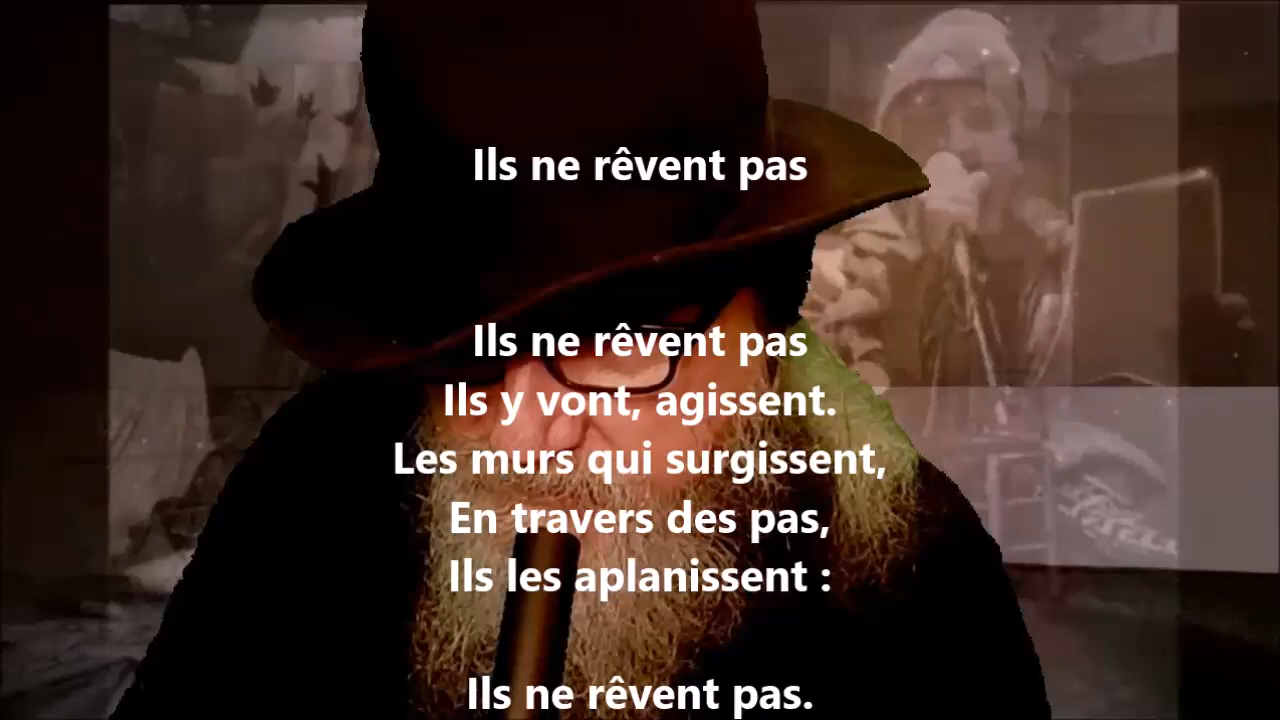 Ils ne rêvent pas
Ils ne rêvent pas
Ils y vont, agissent.
Les murs qui surgissent,
En travers des pas,
Ils les aplanissent :
Ils ne rêvent pas.